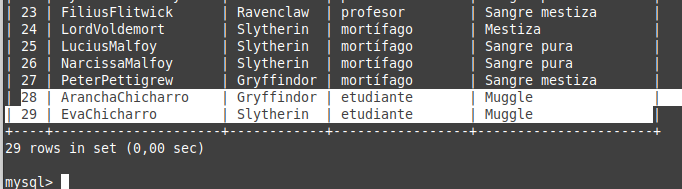 | 23 | FiliusFlitwick | Ravenclaw | profesor | Sangre mestiza |
| 24 | LordVoldemort | Slytherin | mortífago | Mestiza |
| 25 | LuciusMalfoy | Slytherin | mortífago | Sangre pura |
| 26 | NarcissaMalfoy | Slytherin | mortífago | Sangre pura |
| 27 | PeterPettigrew | Gryffindor | mortífago | Sangre mestiza |
| 28 | AranchaChicharro | Gryffindor | etudiante | Muggle |
| 29 | EvaChicharro | Slytherin | etudiante | Muggle |
+----+------------------+------------+-----------------+----------------------+
29 rows in set (0,00 sec)
mysql>